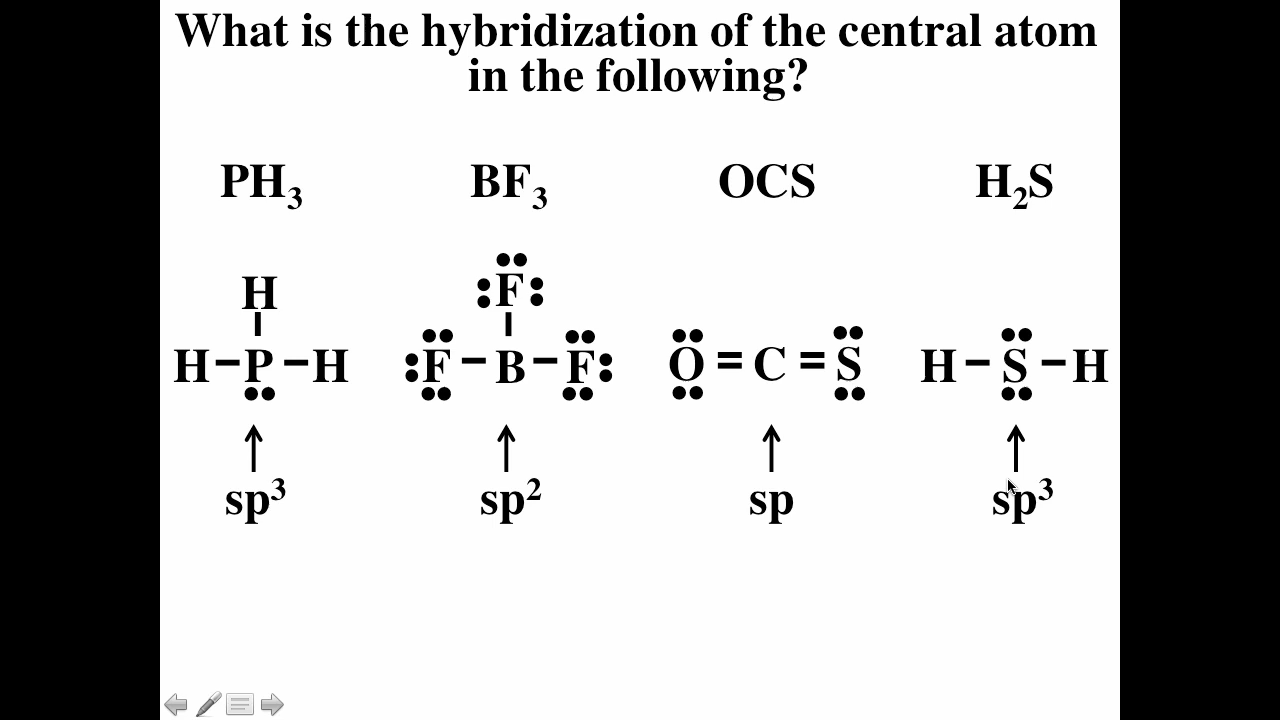 What is the hybridization of the central atom
in the following?
PH₃ BF₃ OCS H₂S
H :F:
H–P–H :F–B–F: O=C=S H–S–H
sp³ sp² sp sp³